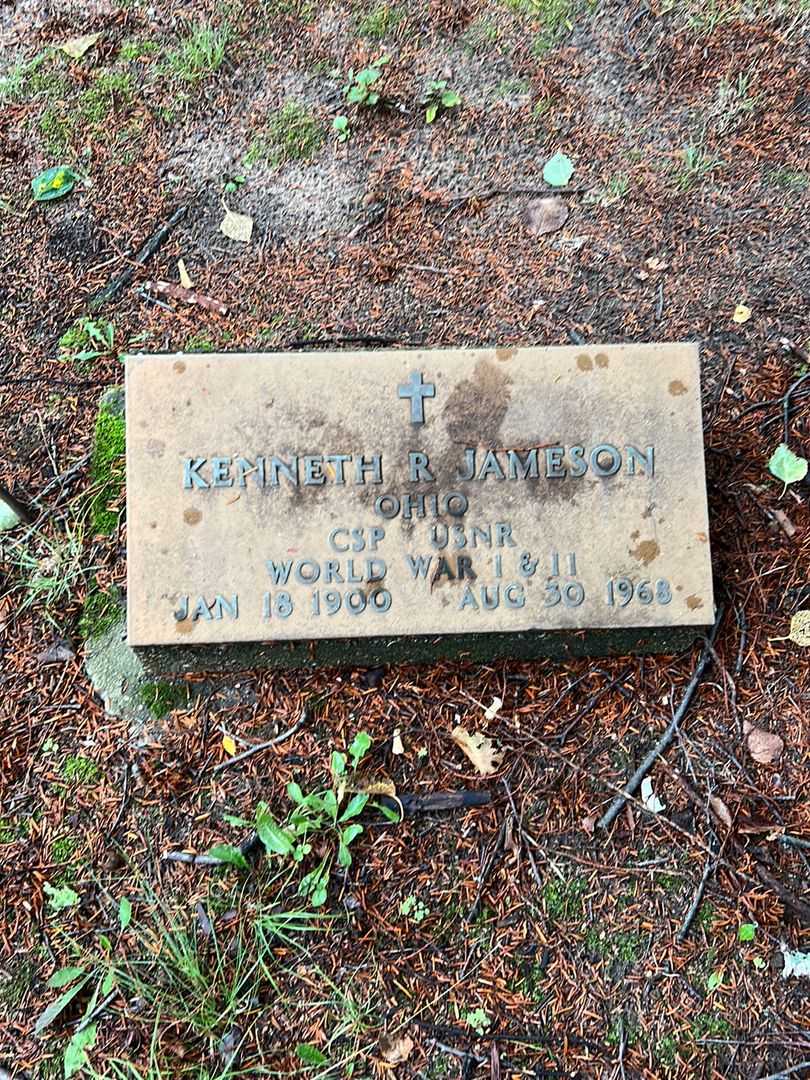 KENNETH R JAMESON
OHIO
CSP USNR
WORLD WAR I & II
JAN 18 1900 AUG 30 1968